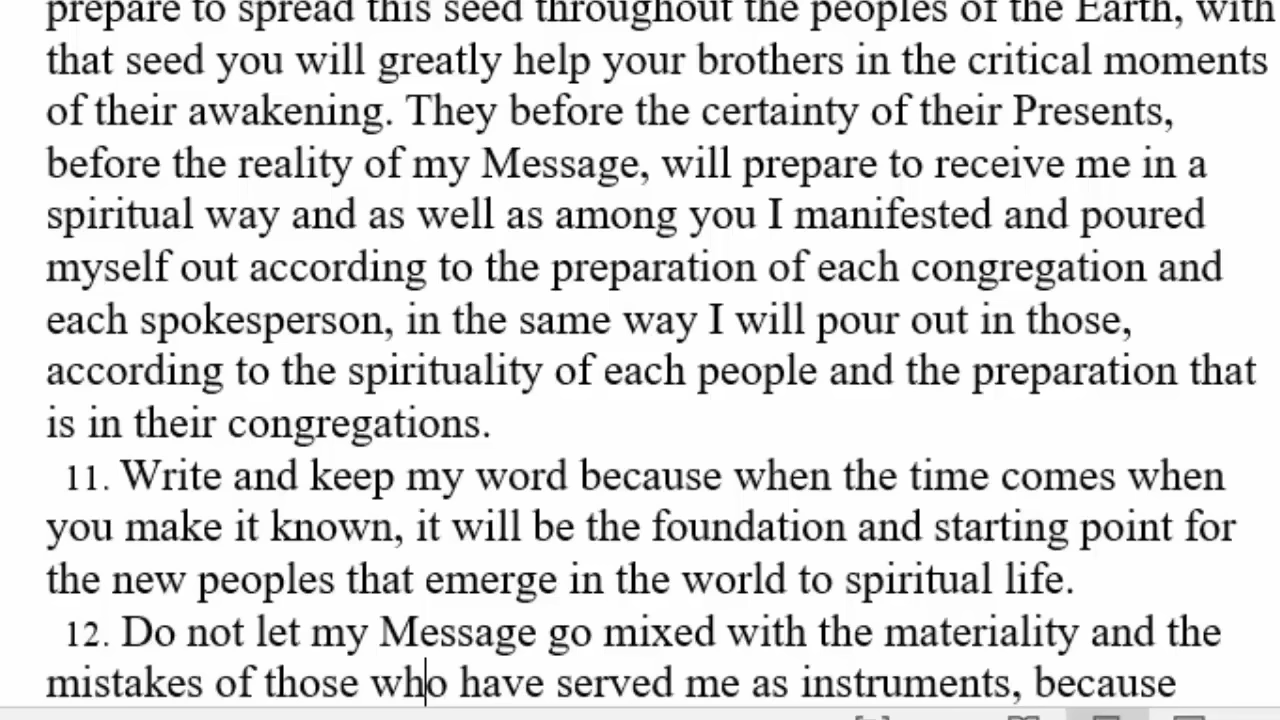 prepare to spread this seed throughout the peoples of the Earth, with
that seed you will greatly help your brothers in the critical moments
of their awakening. They before the certainty of their Presents,
before the reality of my Message, will prepare to receive me in a
spiritual way and as well as among you I manifested and poured
myself out according to the preparation of each congregation and
each spokesperson, in the same way I will pour out in those,
according to the spirituality of each people and the preparation that
is in their congregations.
11. Write and keep my word because when the time comes when
you make it known, it will be the foundation and starting point for
the new peoples that emerge in the world to spiritual life.
12. Do not let my Message go mixed with the materiality and the
mistakes of those who have served me as instruments, because